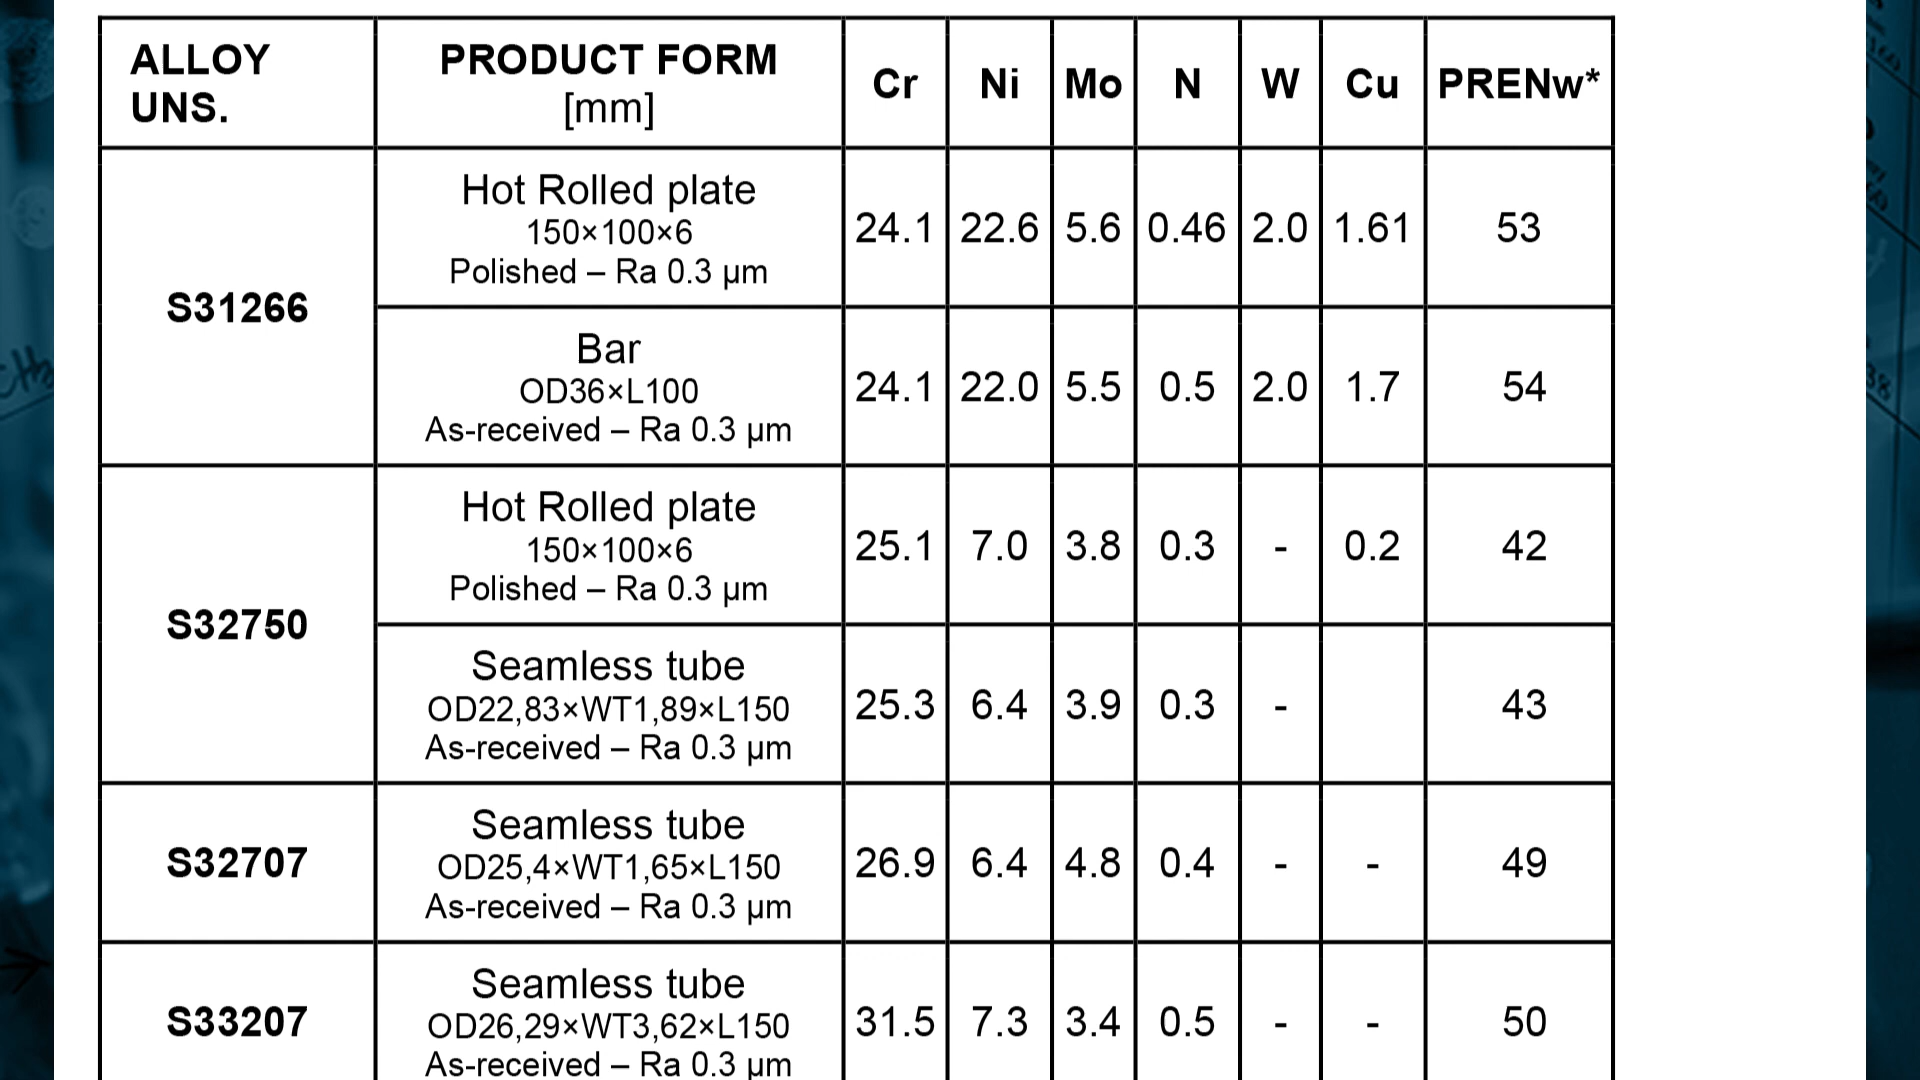 ALLOY UNS. PRODUCT FORM [mm] Cr Ni Mo N W Cu PRENw*
S31266
Hot Rolled plate
150×100×6
Polished – Ra 0.3 µm
24.1 22.6 5.6 0.46 2.0 1.61 53
Bar
OD36×L100
As-received – Ra 0.3 µm
24.1 22.0 5.5 0.5 2.0 1.7 54
S32750
Hot Rolled plate
150×100×6
Polished – Ra 0.3 µm
25.1 7.0 3.8 0.3 - 0.2 42
Seamless tube
OD22,83×WT1,89×L150
As-received – Ra 0.3 µm
25.3 6.4 3.9 0.3 - 43
S32707
Seamless tube
OD25,4×WT1,65×L150
As-received – Ra 0.3 µm
26.9 6.4 4.8 0.4 - - 49
S33207
Seamless tube
OD26,29×WT3,62×L150
As-received – Ra 0.3 µm
31.5 7.3 3.4 0.5 - - 50